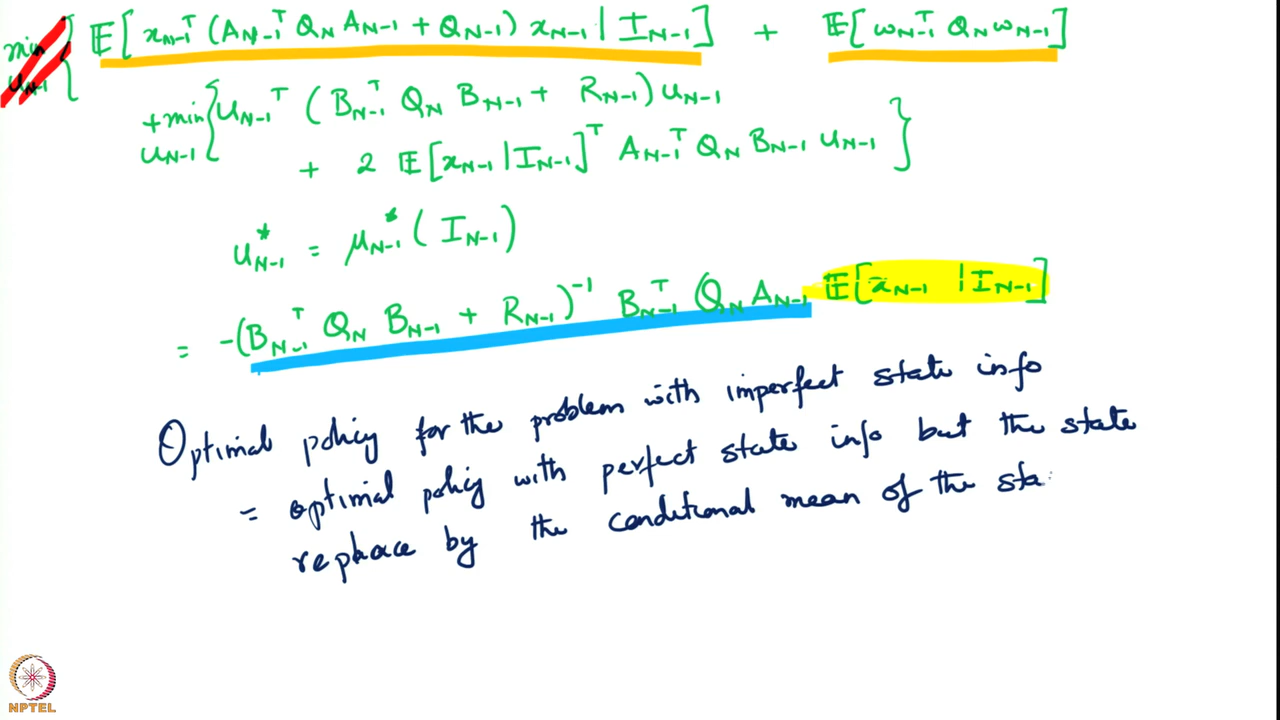 min E[x_{N-1}^T (A_{N-1}^T Q_N A_{N-1} + Q_{N-1}) x_{N-1} | I_{N-1}] + E[w_{N-1}^T Q_N w_{N-1}]
u_{N-1}
+ min { u_{N-1}^T ( B_{N-1}^T Q_N B_{N-1} + R_{N-1}) u_{N-1}
u_{N-1} + 2 E[x_{N-1} | I_{N-1}]^T A_{N-1}^T Q_N B_{N-1} u_{N-1} }
u*_{N-1} = μ*_{N-1} ( I_{N-1})
= -(B_{N-1}^T Q_N B_{N-1} + R_{N-1})^{-1} B_{N-1}^T Q_N A_{N-1} E[x_{N-1} | I_{N-1}]
Optimal policy for the problem with imperfect state info
= optimal policy with perfect state info but the state
replace by the conditional mean of the sta
NPTEL